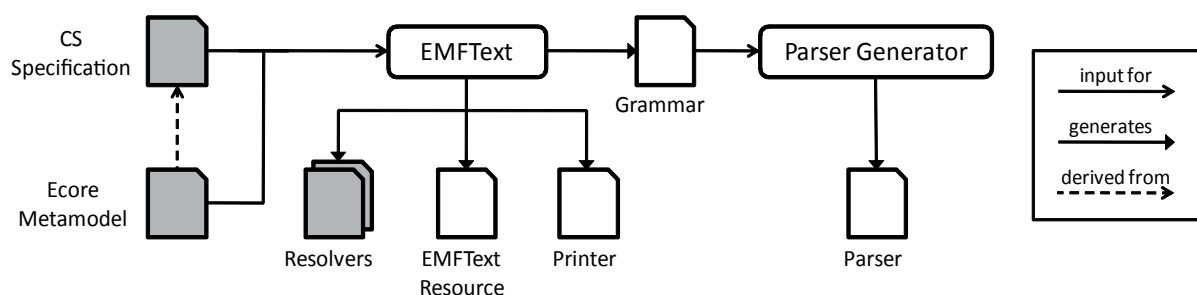 CS
Specification
EMFText
Parser Generator
Grammar
input for
generates
derived from
Ecore
Metamodel
Resolvers
EMFText
Resource
Printer
Parser